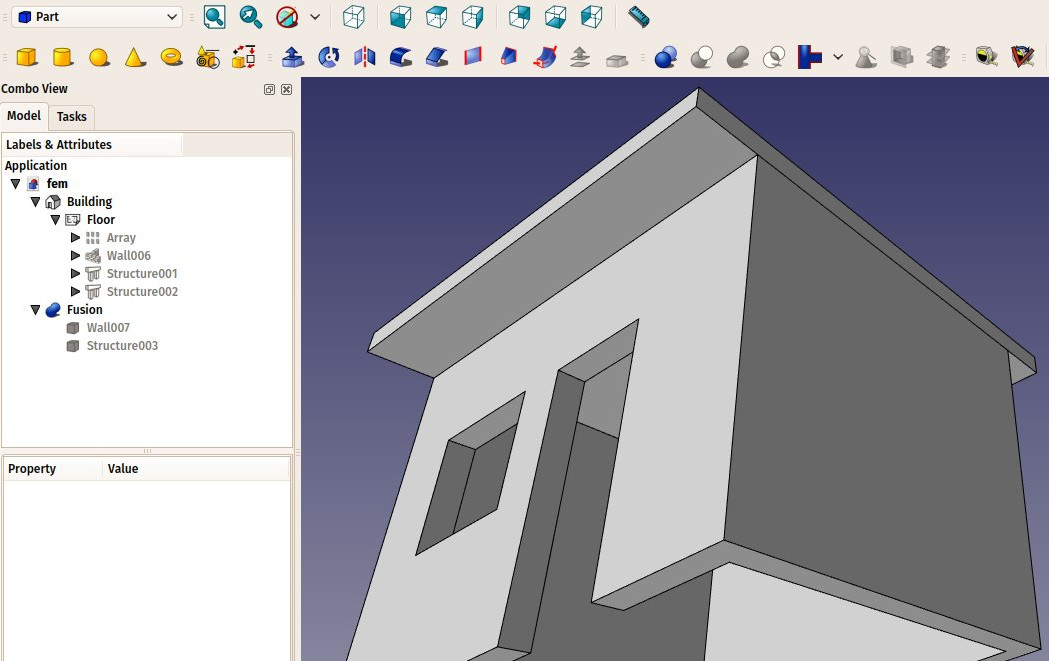 Part
Combo View
Model
Tasks
Labels & Attributes
Application
fem
Building
Floor
Array
Wall006
Structure001
Structure002
Fusion
Wall007
Structure003
Property
Value